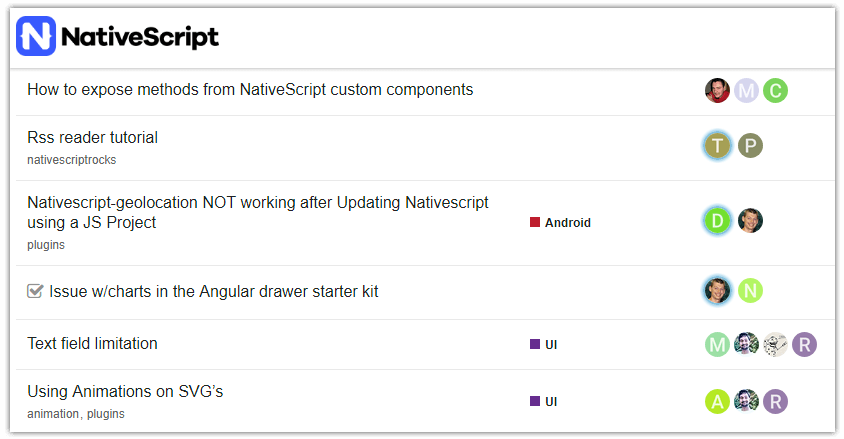 N NativeScript
How to expose methods from NativeScript custom components
M C
Rss reader tutorial
T P
nativescriptrocks
Nativescript-geolocation NOT working after Updating Nativescript
using a JS Project
Android
D
plugins
Issue w/charts in the Angular drawer starter kit
N
Text field limitation
UI
M R
Using Animations on SVG’s
UI
A R
animation, plugins